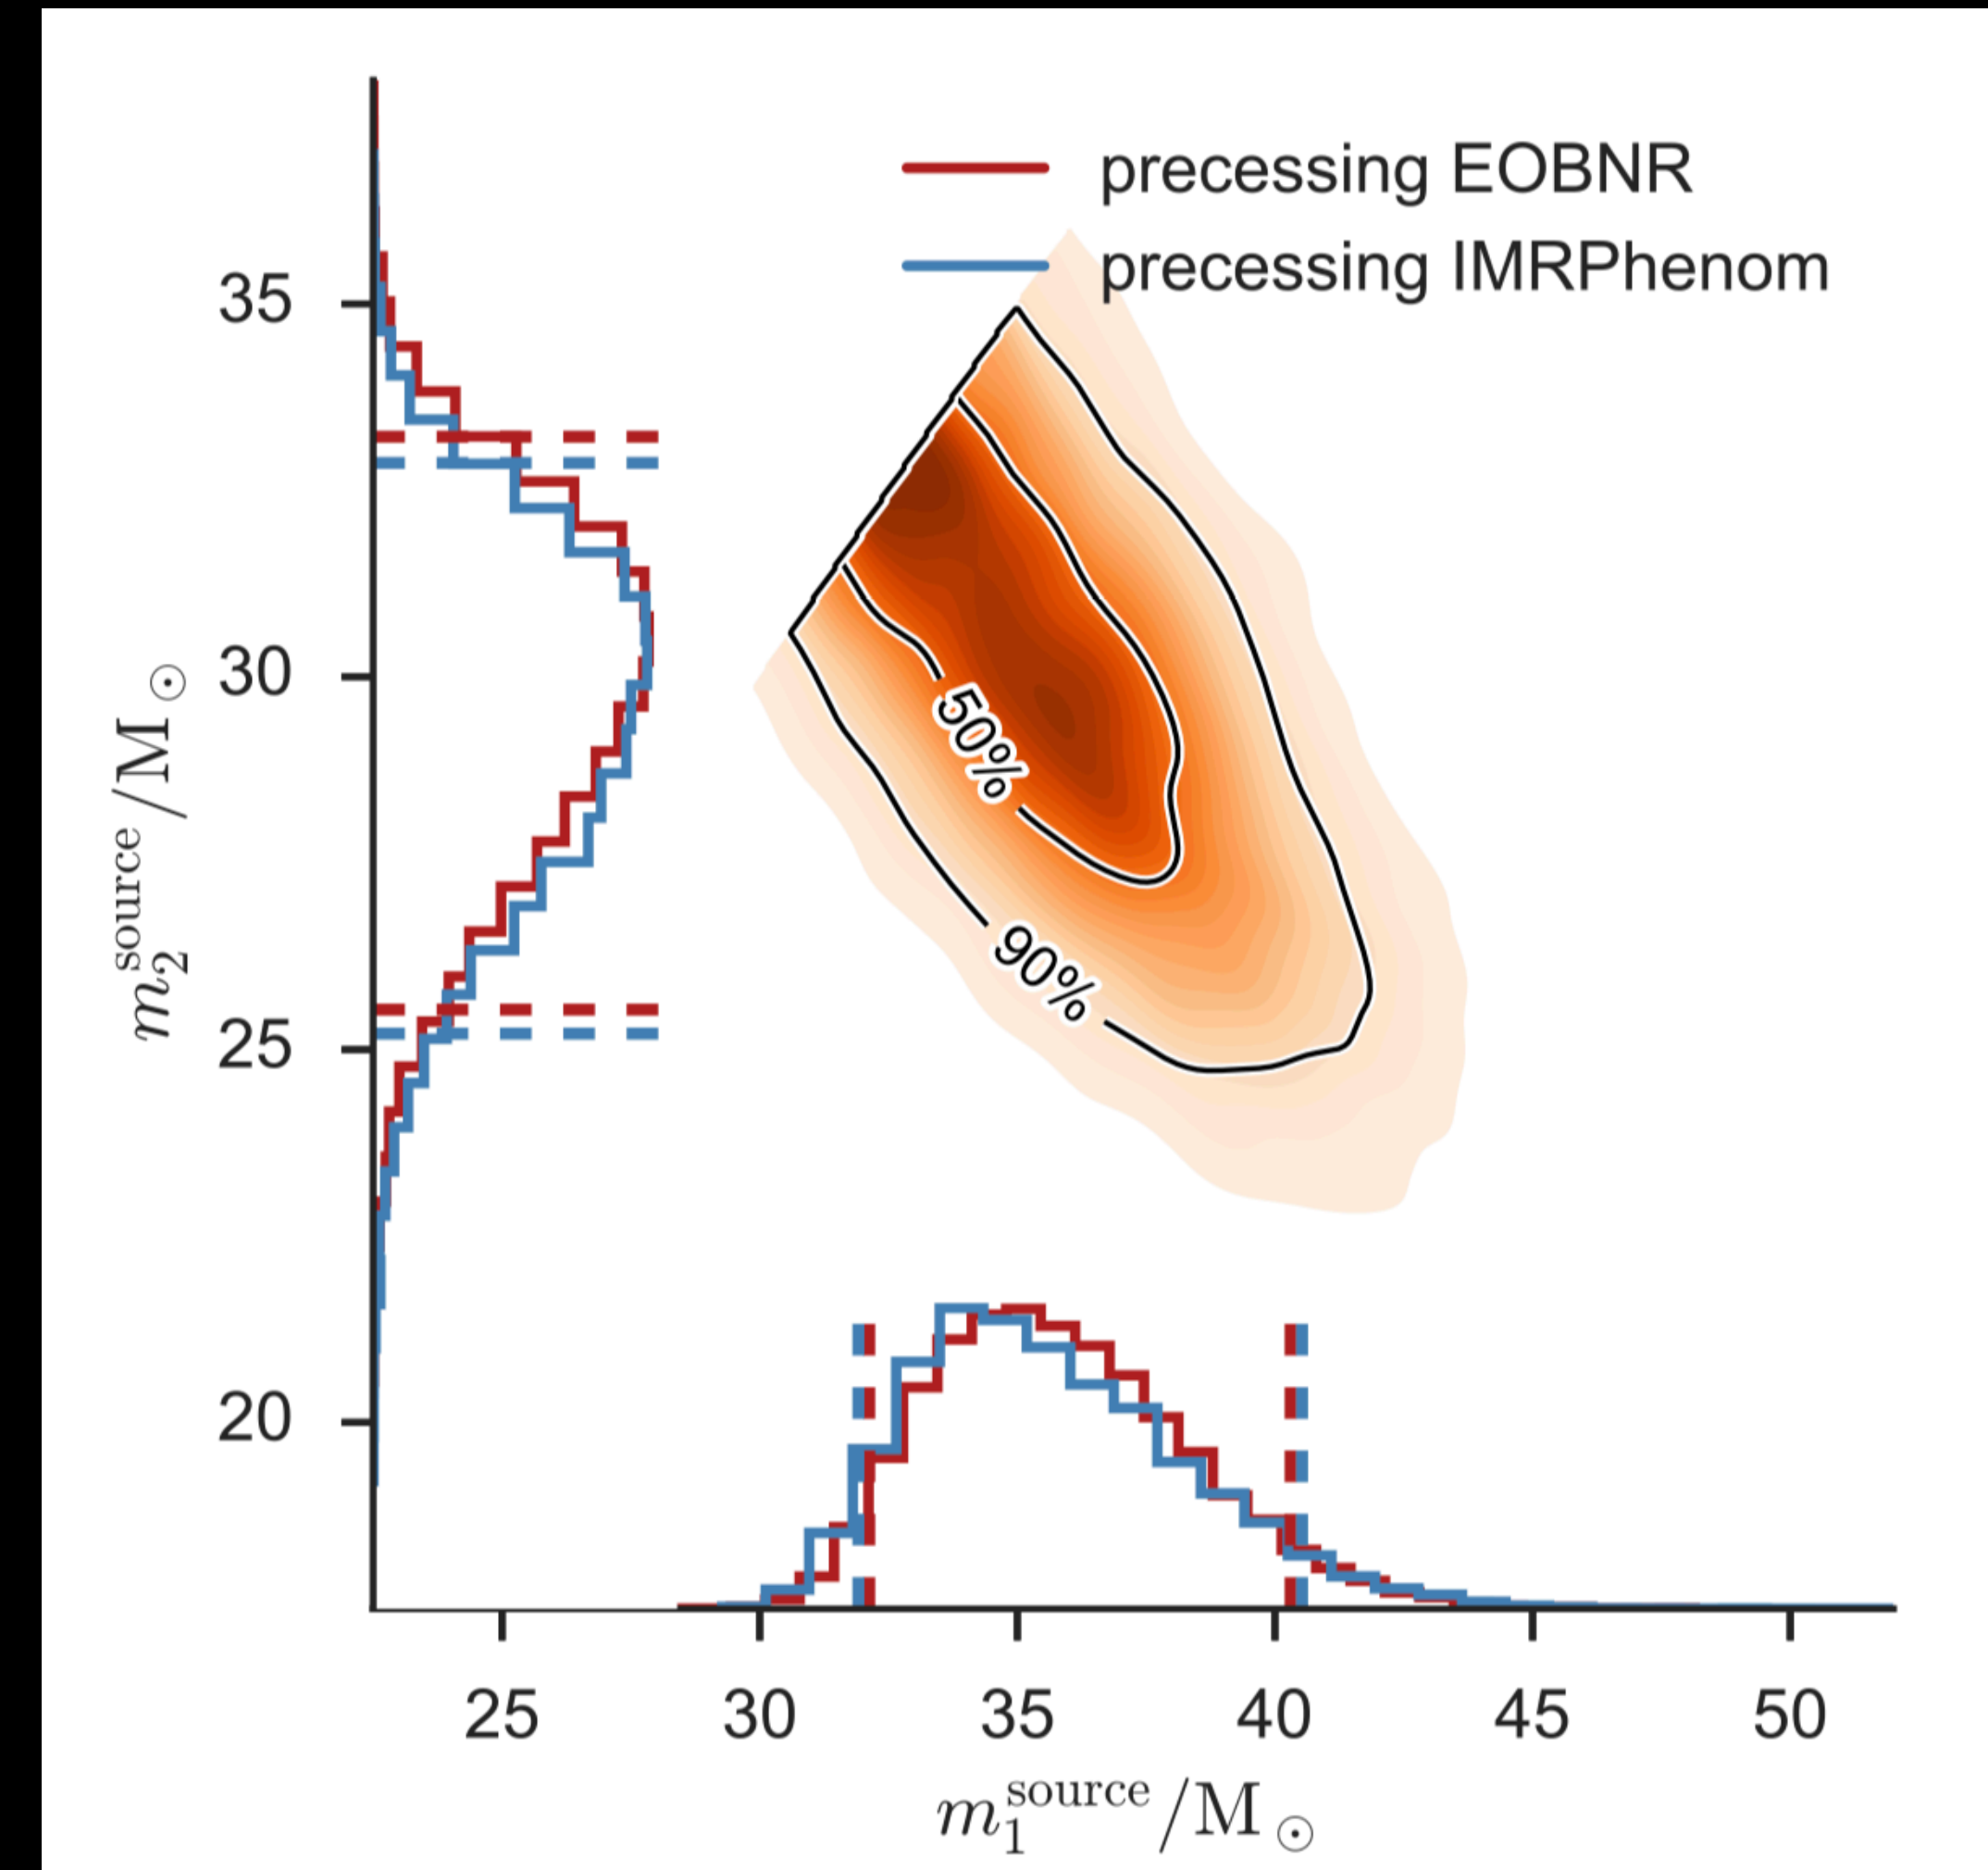 precessing EOBNR
precessing IMRPhenom
35
30
25
20
m₂^source/M☉
50%
90%
25 30 35 40 45 50
m₁^source/M☉